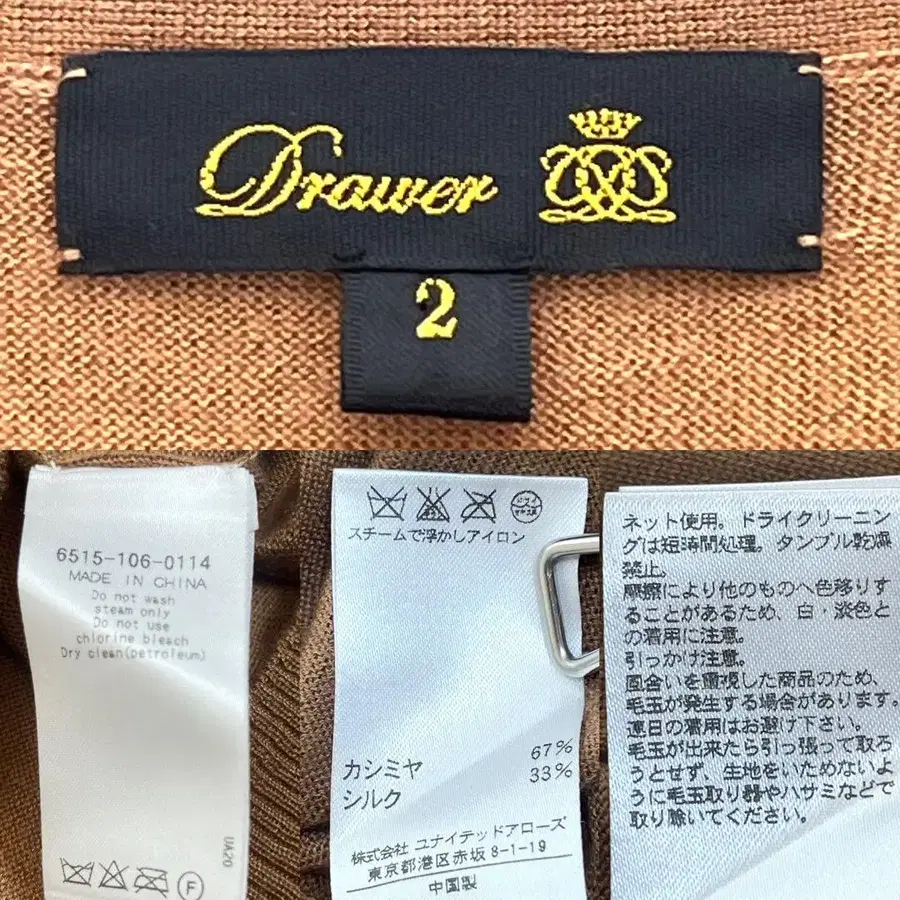 Drawer
2
6515-106-0114
MADE IN CHINA
Do not wash
steam only
Do not use
chlorine bleach
Dry clean(petroleum)
UA20
F
スチームで浮かしアイロン
67%
カシミヤ
33%
シルク
株式会社 ユナイテッドアローズ
東京都港区赤坂8-1-19
中国製
ネット使用。ドライクリーニン
グは短時間処理。タンブル乾燥
禁止。
摩擦により他のものへ色移りす
ることがあるため、白・淡色と
の着用に注意。
引っかけ注意。
風合いを重視した商品のため、
毛玉が発生する場合があります。
連日の着用はお避け下さい。
毛玉が出来たら引っ張って取ろ
うとせず、生地をいためないよ
うに毛玉取り器やハサミなどで
取り除いてください。